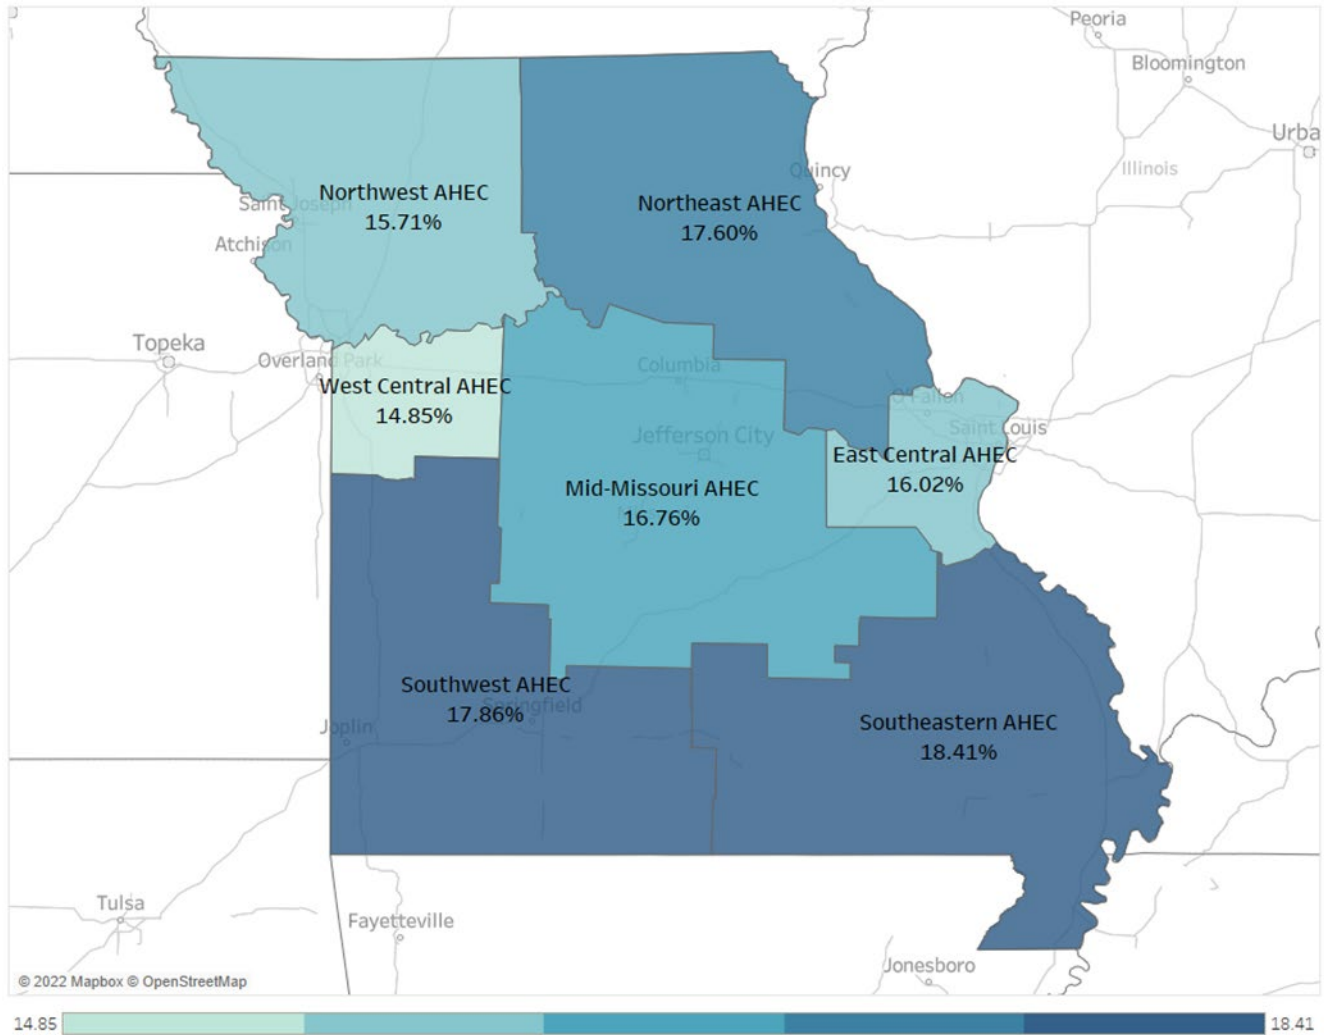 Peoria
Bloomington
Urba
Quincy
Illinois
Northwest AHEC
15.71%
Saint Joseph
Northeast AHEC
17.60%
Atchison
Topeka
Overland Park
Columbia
West Central AHEC
14.85%
O'Fallon
Saint Louis
Jefferson City
East Central AHEC
16.02%
Mid-Missouri AHEC
16.76%
Southwest AHEC
17.86%
Springfield
Joplin
Southeastern AHEC
18.41%
Tulsa
Fayetteville
Jonesboro
© 2022 Mapbox © OpenStreetMap
14.85
18.41